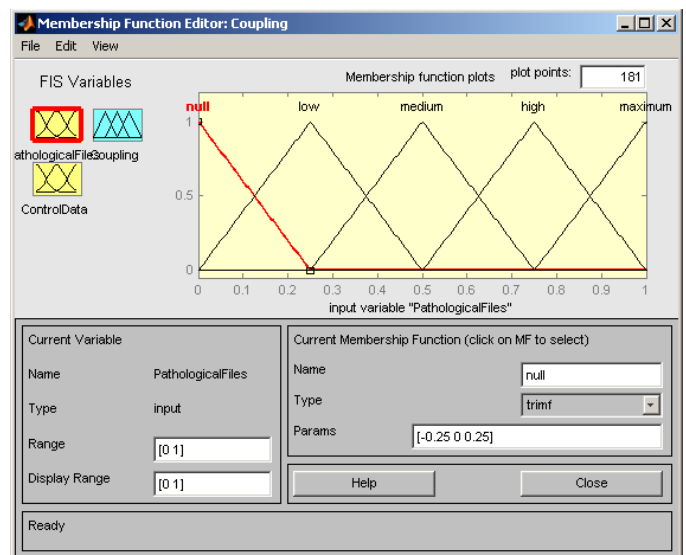 Membership Function Editor: Coupling
File Edit View
FIS Variables
Membership function plots plot points: 181
null low medium high maximum
athologicalFiles Coupling
ControlData
1
0.5
0
0 0.1 0.2 0.3 0.4 0.5 0.6 0.7 0.8 0.9 1
input variable "PathologicalFiles"
Current Variable
Name PathologicalFiles
Type input
Range [0 1]
Display Range [0 1]
Current Membership Function (click on MF to select)
Name null
Type trimf
Params [-0.25 0 0.25]
Help Close
Ready